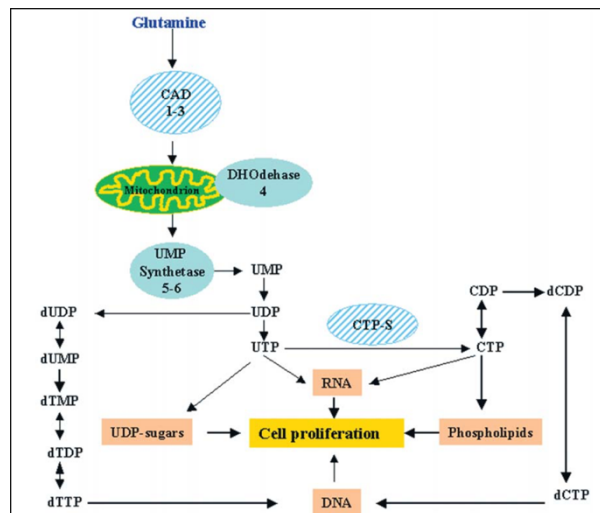 Glutamine
CAD
1-3
Mitochondrion
DHOdehase
4
UMP
Synthetase
5-6
UMP
CDP
dCDP
dUDP
UDP
CTP-S
dUMP
UTP
CTP
RNA
dTMP
UDP-sugars
Cell proliferation
Phospholipids
dTDP
dTTP
DNA
dCTP